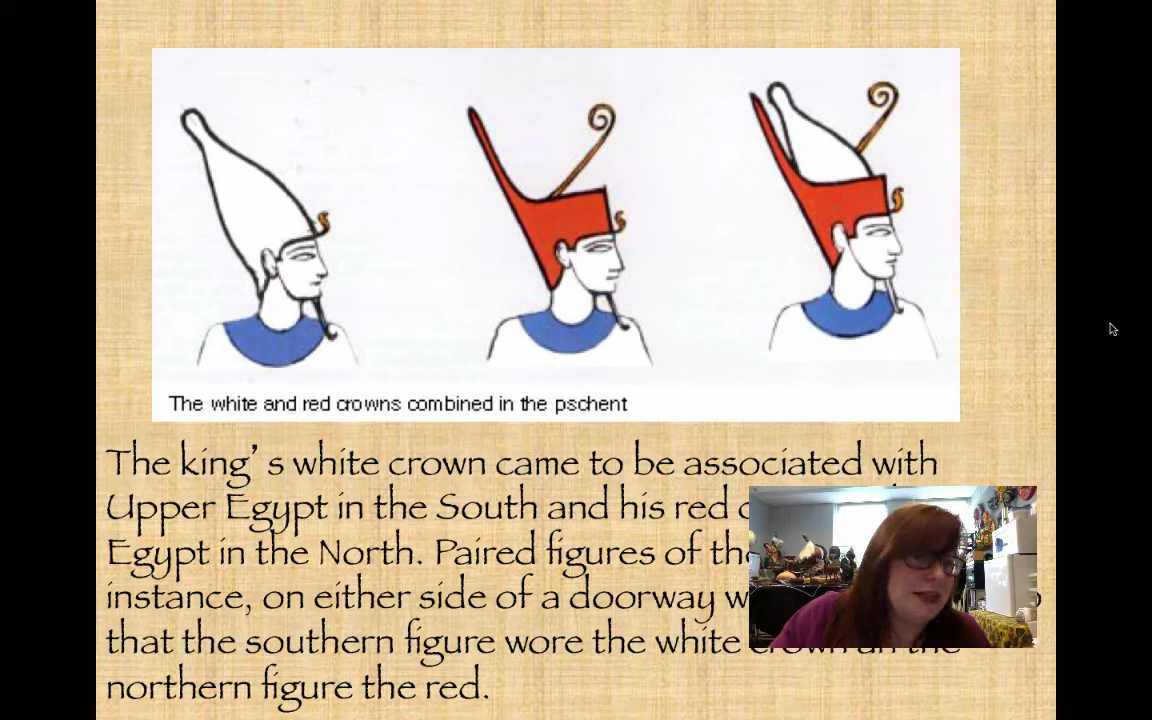 The white and red crowns combined in the pschent
The king's white crown came to be associated with
Upper Egypt in the South and his red
Egypt in the North. Paired figures of
instance, on either side of a doorway
that the southern figure wore the white crown an the
northern figure the red.